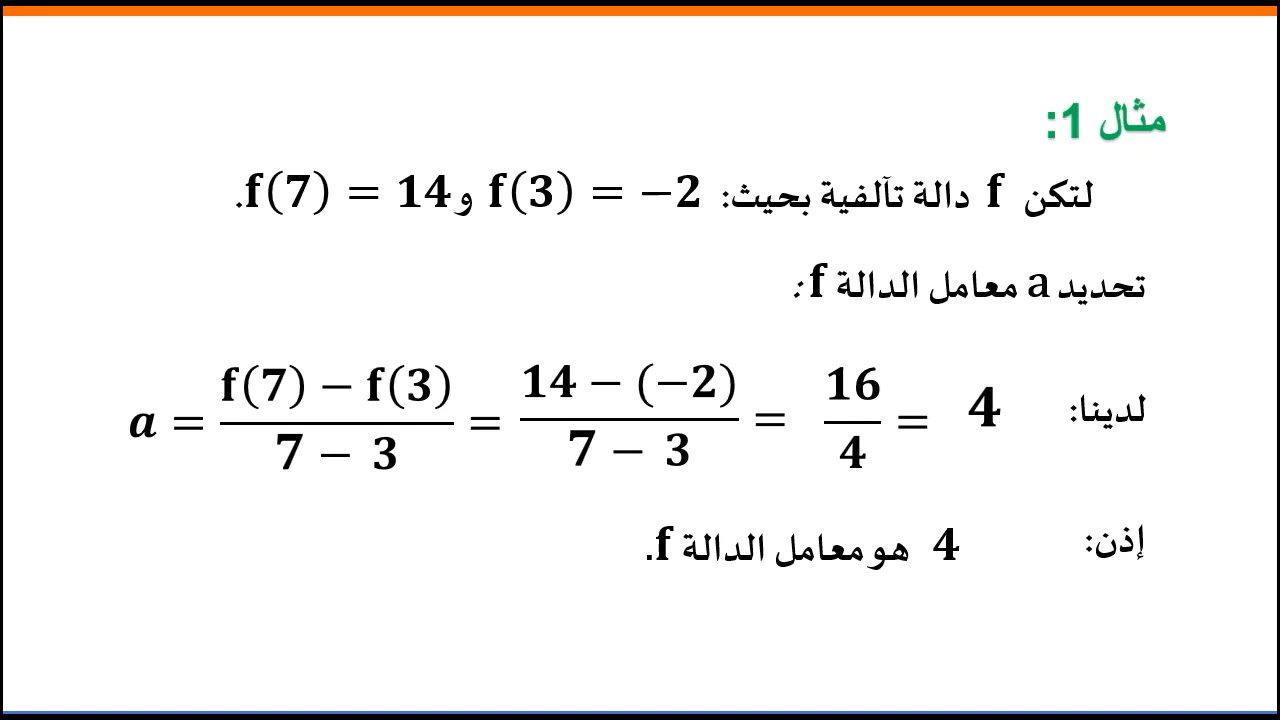 مثال 1:
لتكن f دالة تآلفية بحيث: f(3) = −2 و f(7) = 14.
تحديد a معامل الدالة f :
لدينا: a = (f(7) − f(3))/(7 − 3) = (14 − (−2))/(7 − 3) = 16/4 = 4
إذن: 4 هو معامل الدالة f.